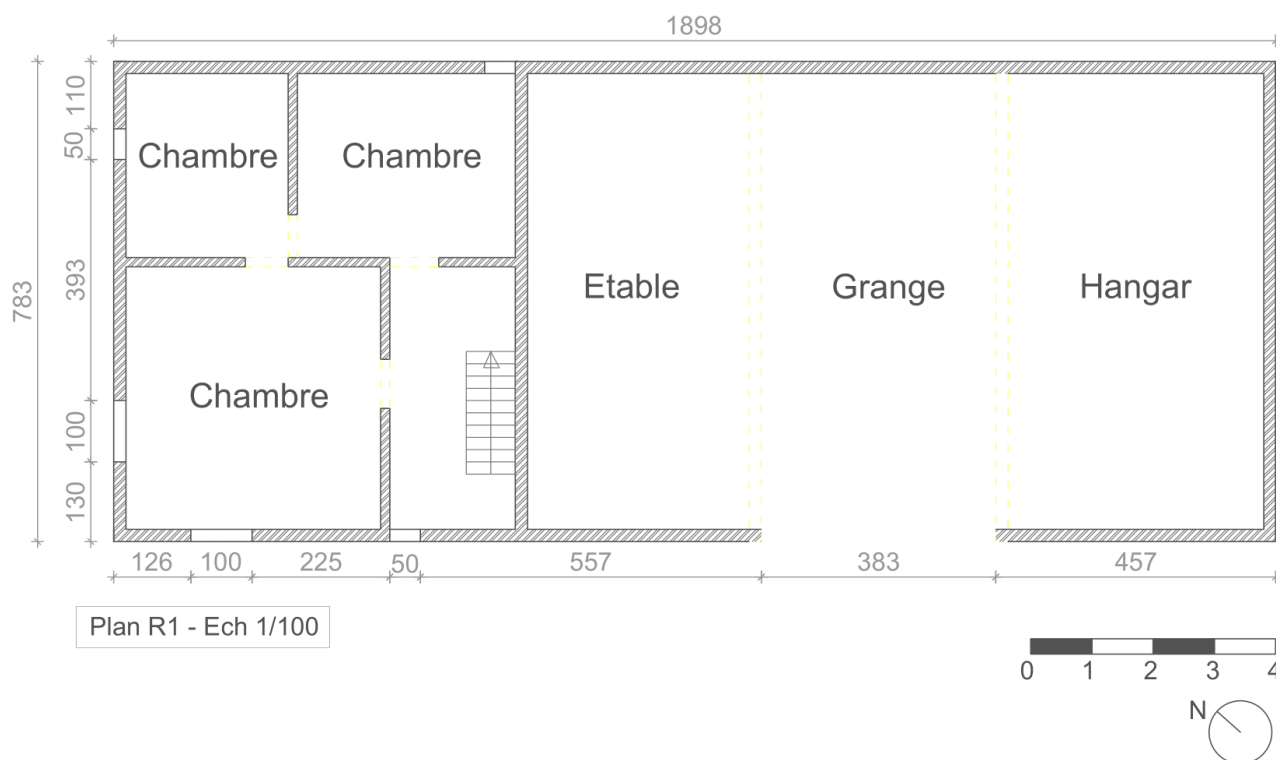 1898
110
50
393
100
130
783
Chambre
Chambre
Etable
Grange
Hangar
Chambre
126
100
225
50
557
383
457
Plan R1 - Ech 1/100
0 1 2 3 4
N